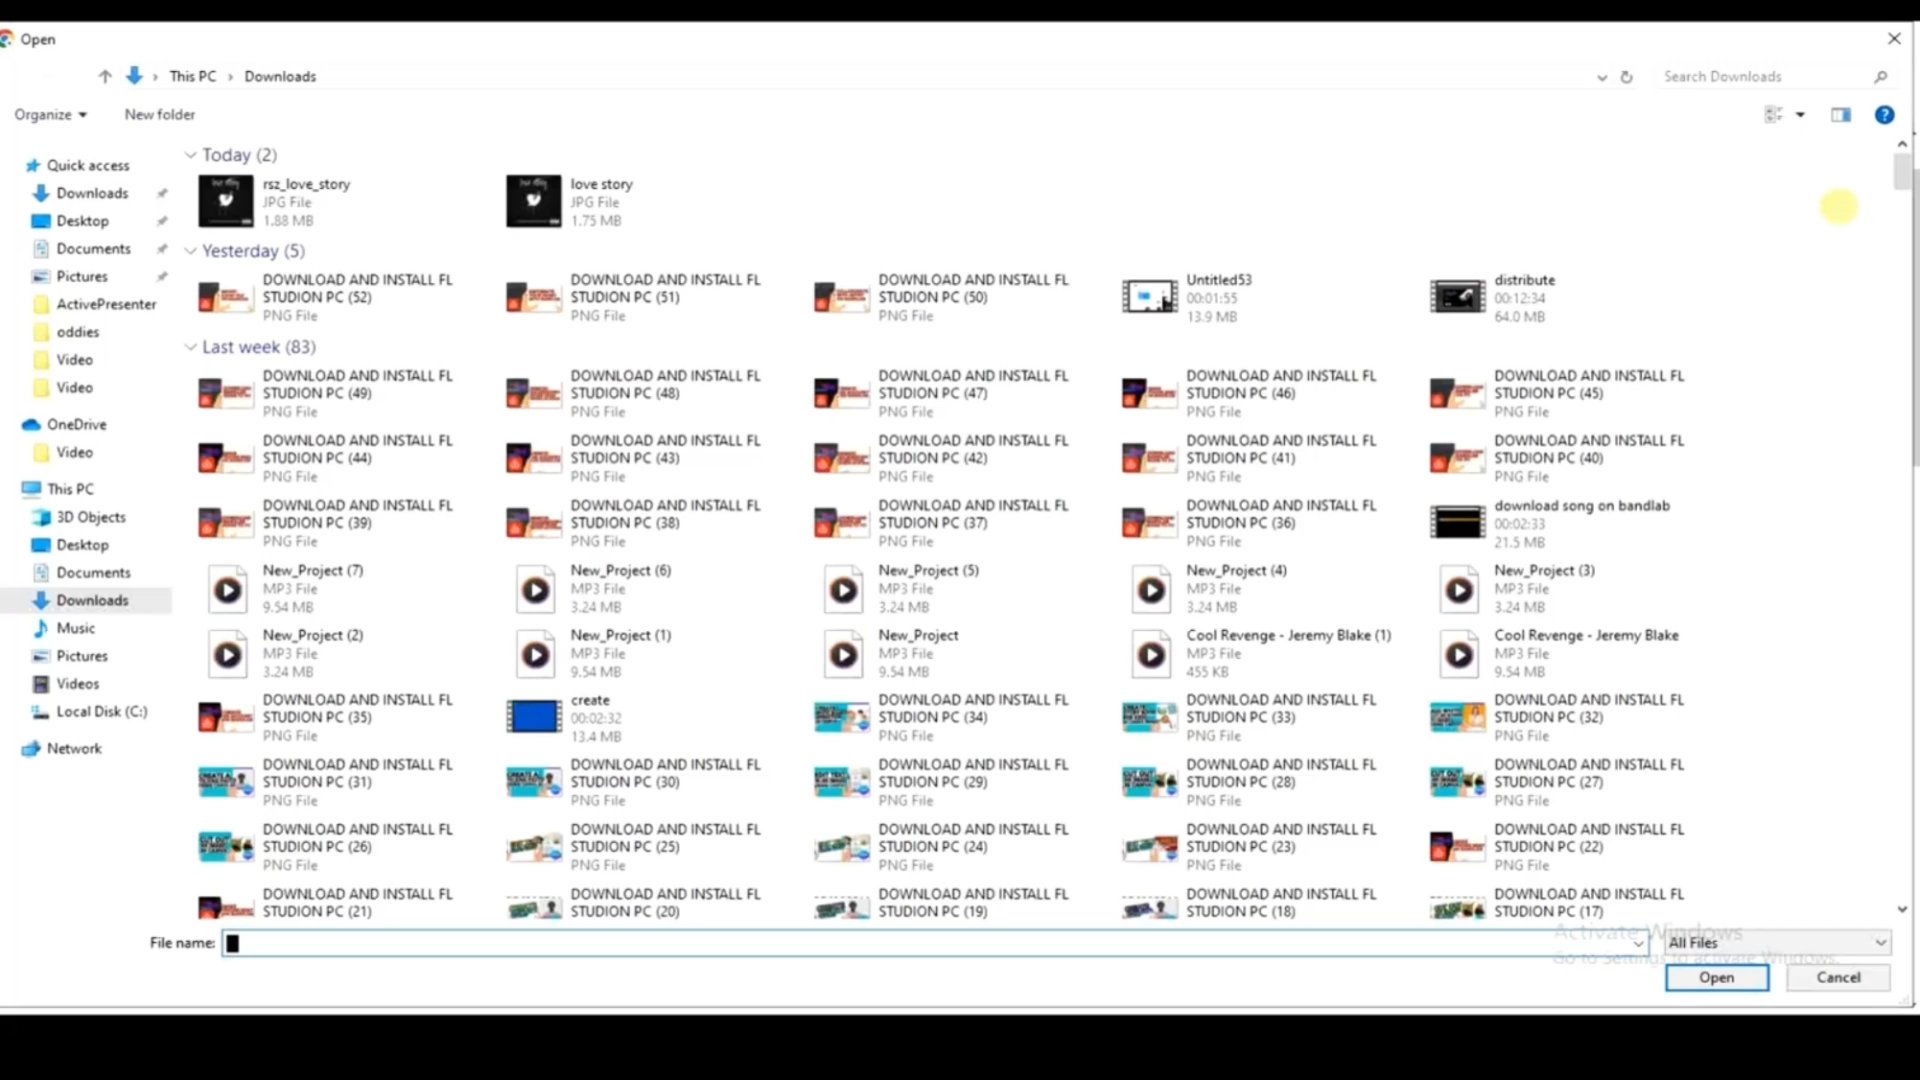 Open
This PC > Downloads
Search Downloads
Organize
New folder
Quick access
Downloads
Desktop
Documents
Pictures
ActivePresenter
oddies
Video
Video
OneDrive
Video
This PC
3D Objects
Desktop
Documents
Downloads
Music
Pictures
Videos
Local Disk (C:)
Network
Today (2)
rsz_love_story
JPG File
1.88 MB
love story
JPG File
1.75 MB
Yesterday (5)
DOWNLOAD AND INSTALL FL
STUDION PC (52)
PNG File
DOWNLOAD AND INSTALL FL
STUDION PC (51)
PNG File
DOWNLOAD AND INSTALL FL
STUDION PC (50)
PNG File
Untitled53
00:01:55
13.9 MB
distribute
00:12:34
64.0 MB
Last week (83)
DOWNLOAD AND INSTALL FL
STUDION PC (49)
PNG File
DOWNLOAD AND INSTALL FL
STUDION PC (48)
PNG File
DOWNLOAD AND INSTALL FL
STUDION PC (47)
PNG File
DOWNLOAD AND INSTALL FL
STUDION PC (46)
PNG File
DOWNLOAD AND INSTALL FL
STUDION PC (45)
PNG File
DOWNLOAD AND INSTALL FL
STUDION PC (44)
PNG File
DOWNLOAD AND INSTALL FL
STUDION PC (43)
PNG File
DOWNLOAD AND INSTALL FL
STUDION PC (42)
PNG File
DOWNLOAD AND INSTALL FL
STUDION PC (41)
PNG File
DOWNLOAD AND INSTALL FL
STUDION PC (40)
PNG File
DOWNLOAD AND INSTALL FL
STUDION PC (39)
PNG File
DOWNLOAD AND INSTALL FL
STUDION PC (38)
PNG File
DOWNLOAD AND INSTALL FL
STUDION PC (37)
PNG File
DOWNLOAD AND INSTALL FL
STUDION PC (36)
PNG File
download song on bandlab
00:02:33
21.5 MB
New_Project (7)
MP3 File
9.54 MB
New_Project (6)
MP3 File
3.24 MB
New_Project (5)
MP3 File
3.24 MB
New_Project (4)
MP3 File
3.24 MB
New_Project (3)
MP3 File
3.24 MB
New_Project (2)
MP3 File
3.24 MB
New_Project (1)
MP3 File
9.54 MB
New_Project
MP3 File
9.54 MB
Cool Revenge - Jeremy Blake (1)
MP3 File
455 KB
Cool Revenge - Jeremy Blake
MP3 File
9.54 MB
DOWNLOAD AND INSTALL FL
STUDION PC (35)
PNG File
create
00:02:32
13.4 MB
DOWNLOAD AND INSTALL FL
STUDION PC (34)
PNG File
DOWNLOAD AND INSTALL FL
STUDION PC (33)
PNG File
DOWNLOAD AND INSTALL FL
STUDION PC (32)
PNG File
DOWNLOAD AND INSTALL FL
STUDION PC (31)
PNG File
DOWNLOAD AND INSTALL FL
STUDION PC (30)
PNG File
DOWNLOAD AND INSTALL FL
STUDION PC (29)
PNG File
DOWNLOAD AND INSTALL FL
STUDION PC (28)
PNG File
DOWNLOAD AND INSTALL FL
STUDION PC (27)
PNG File
DOWNLOAD AND INSTALL FL
STUDION PC (26)
PNG File
DOWNLOAD AND INSTALL FL
STUDION PC (25)
PNG File
DOWNLOAD AND INSTALL FL
STUDION PC (24)
PNG File
DOWNLOAD AND INSTALL FL
STUDION PC (23)
PNG File
DOWNLOAD AND INSTALL FL
STUDION PC (22)
PNG File
DOWNLOAD AND INSTALL FL
STUDION PC (21)
DOWNLOAD AND INSTALL FL
STUDION PC (20)
DOWNLOAD AND INSTALL FL
STUDION PC (19)
DOWNLOAD AND INSTALL FL
STUDION PC (18)
DOWNLOAD AND INSTALL FL
STUDION PC (17)
File name:
Activate Windows
Go to Settings to activate Windows.
All Files
Open
Cancel